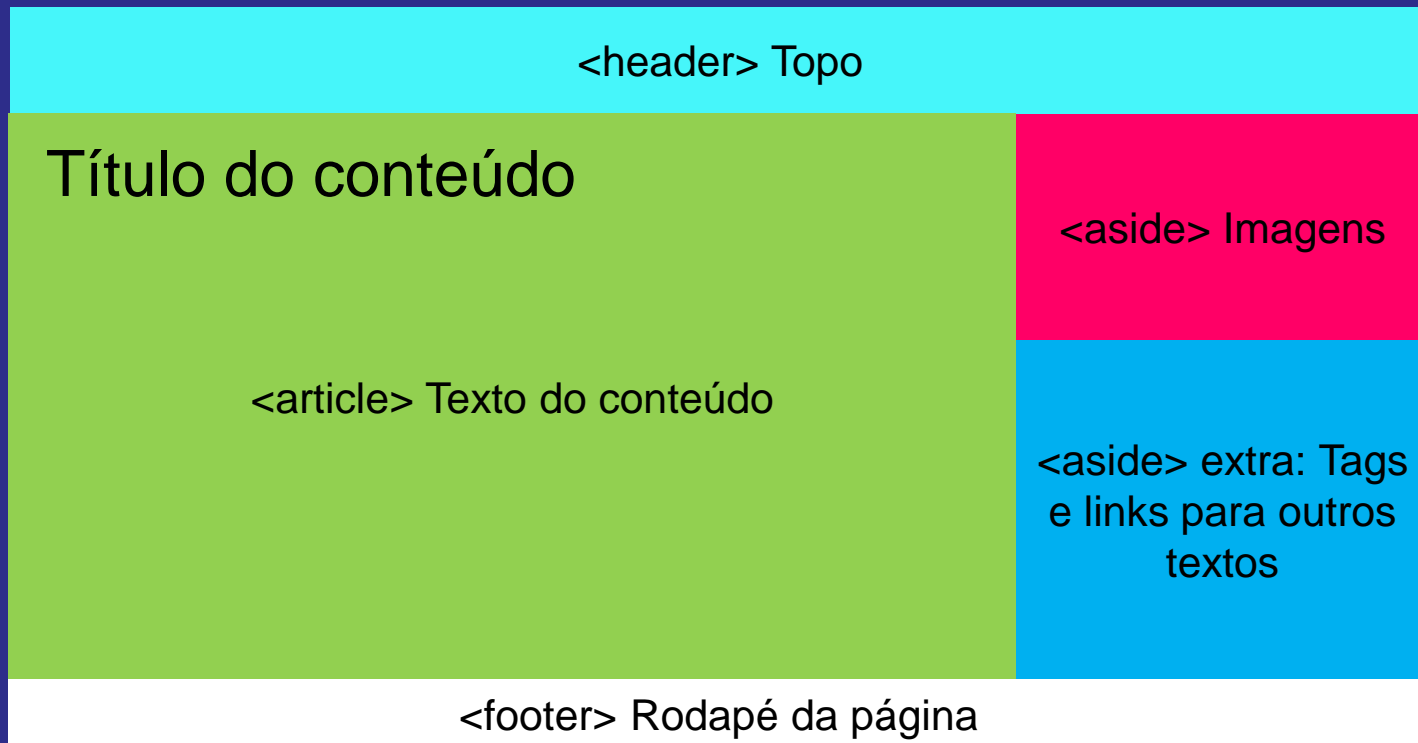 <header> Topo
Título do conteúdo
<article> Texto do conteúdo
<aside> Imagens
<aside> extra: Tags
e links para outros
textos
<footer> Rodapé da página